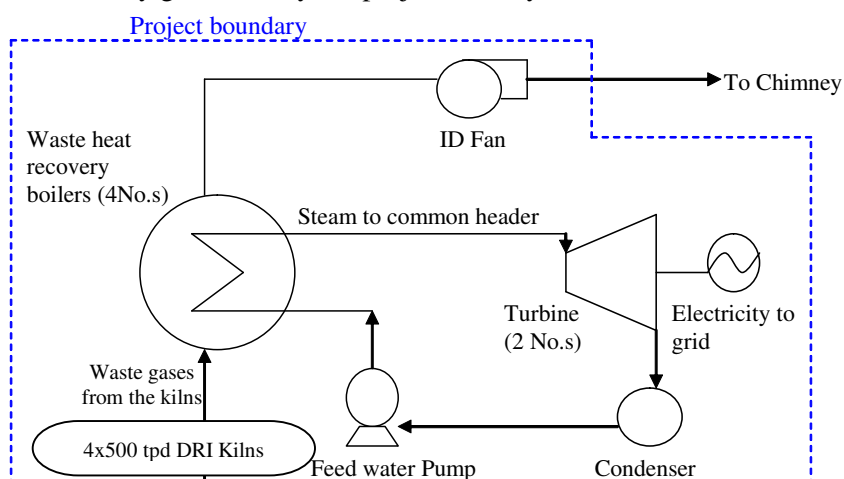 Project boundary
To Chimney
ID Fan
Waste heat
recovery
boilers (4No.s)
Steam to common header
Turbine
(2 No.s)
Electricity to
grid
Waste gases
from the kilns
4x500 tpd DRI Kilns
Feed water Pump
Condenser